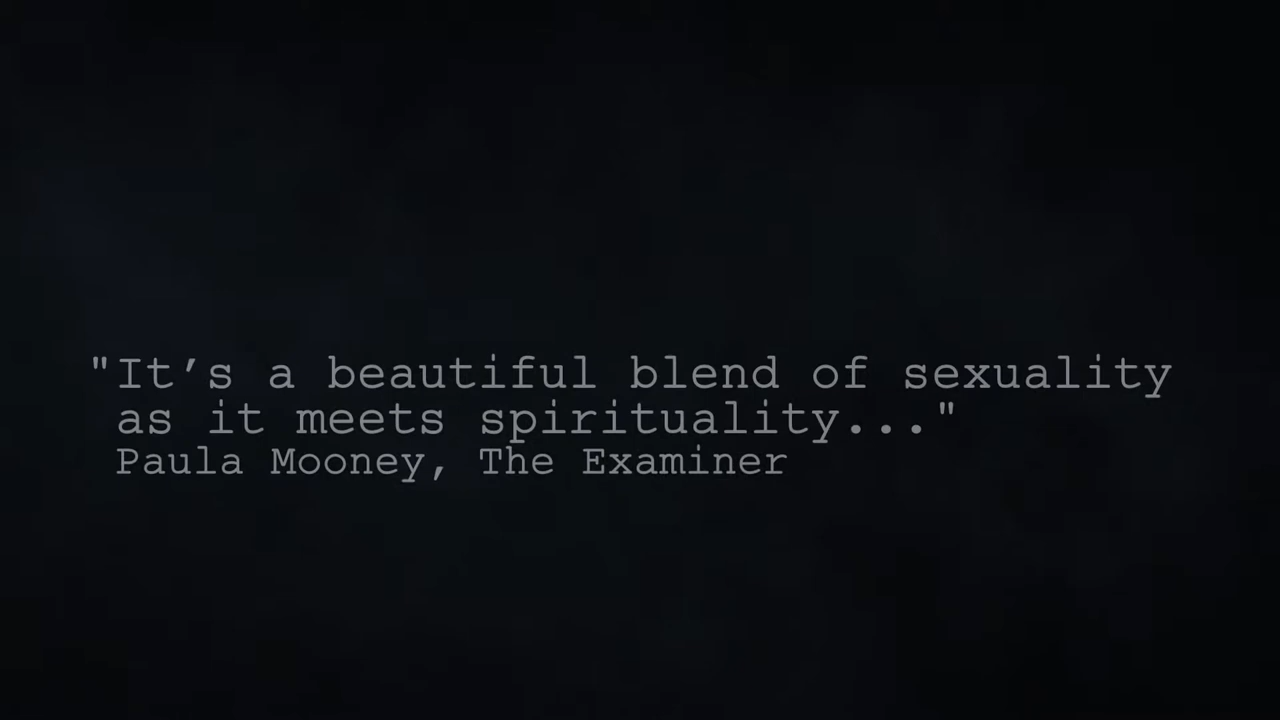 "It’s a beautiful blend of sexuality
as it meets spirituality..."
Paula Mooney, The Examiner